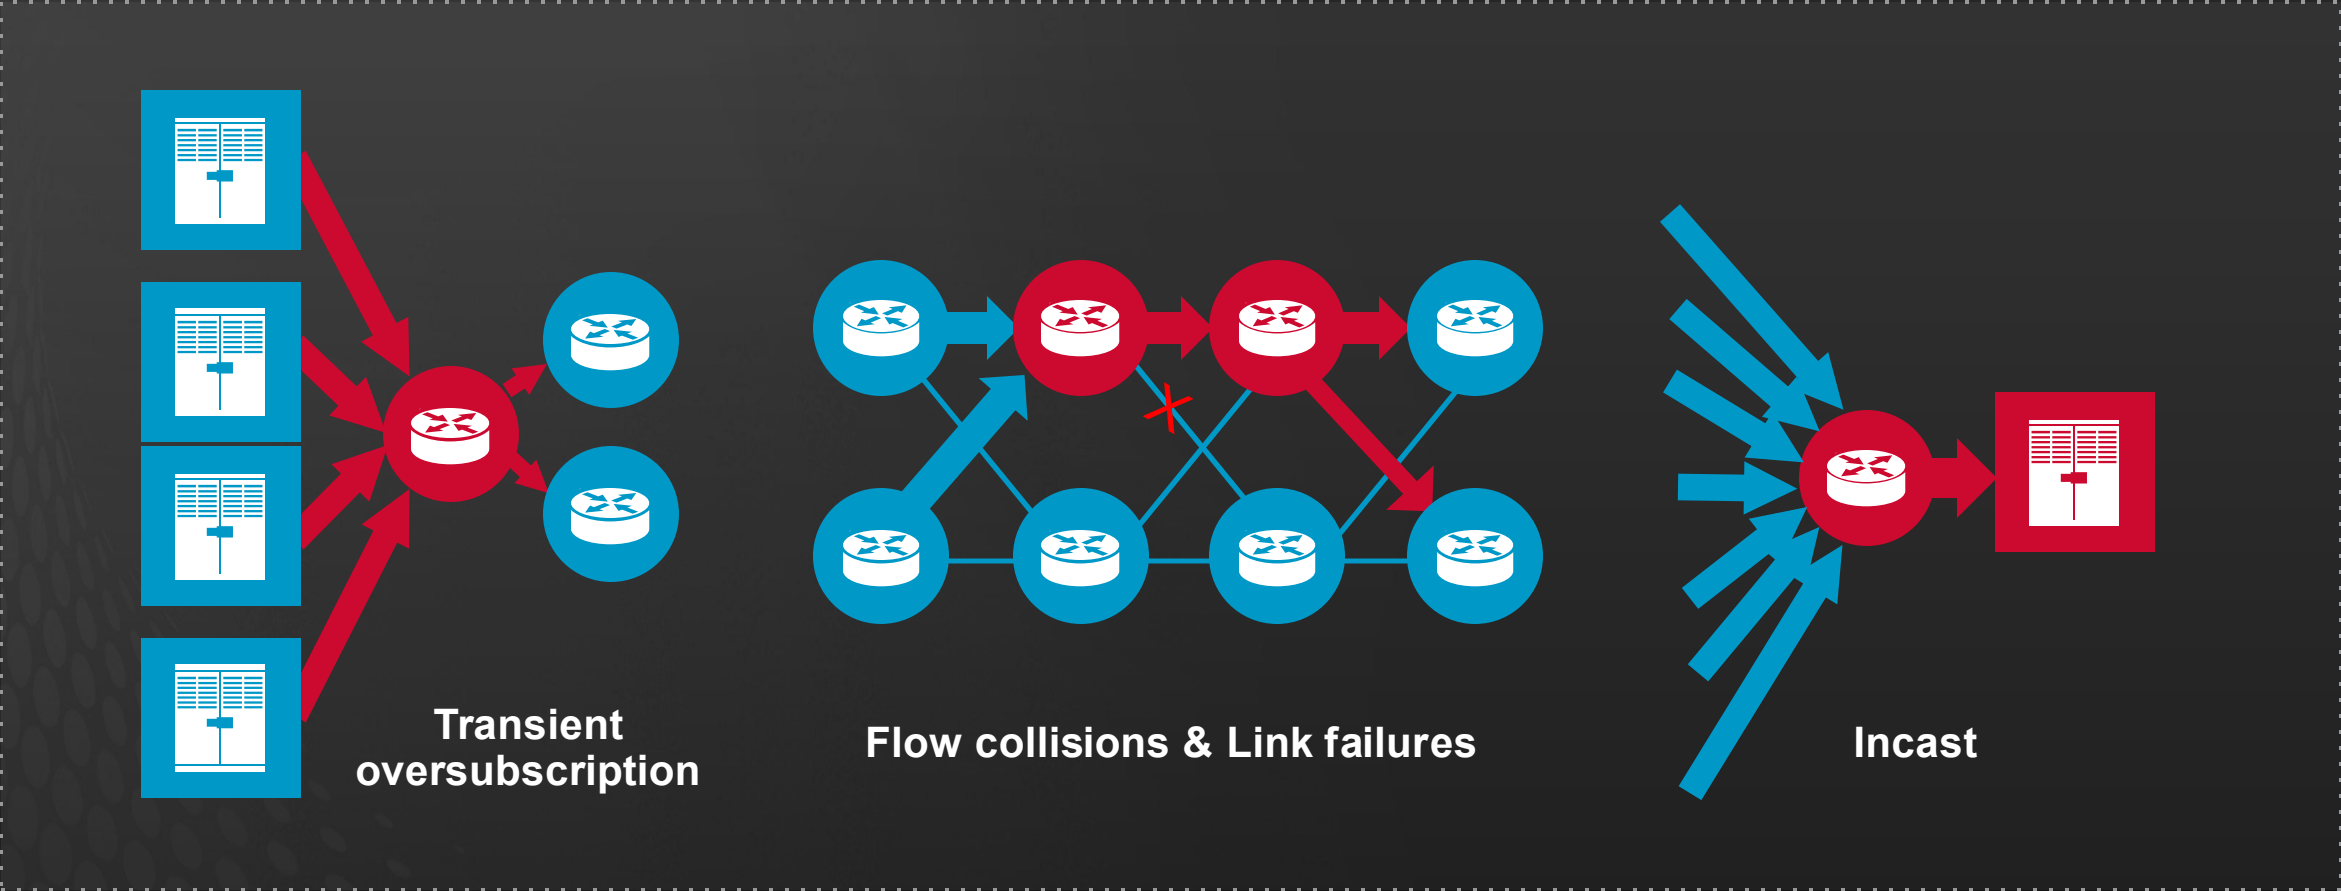 Transient
oversubscription
Flow collisions & Link failures
Incast